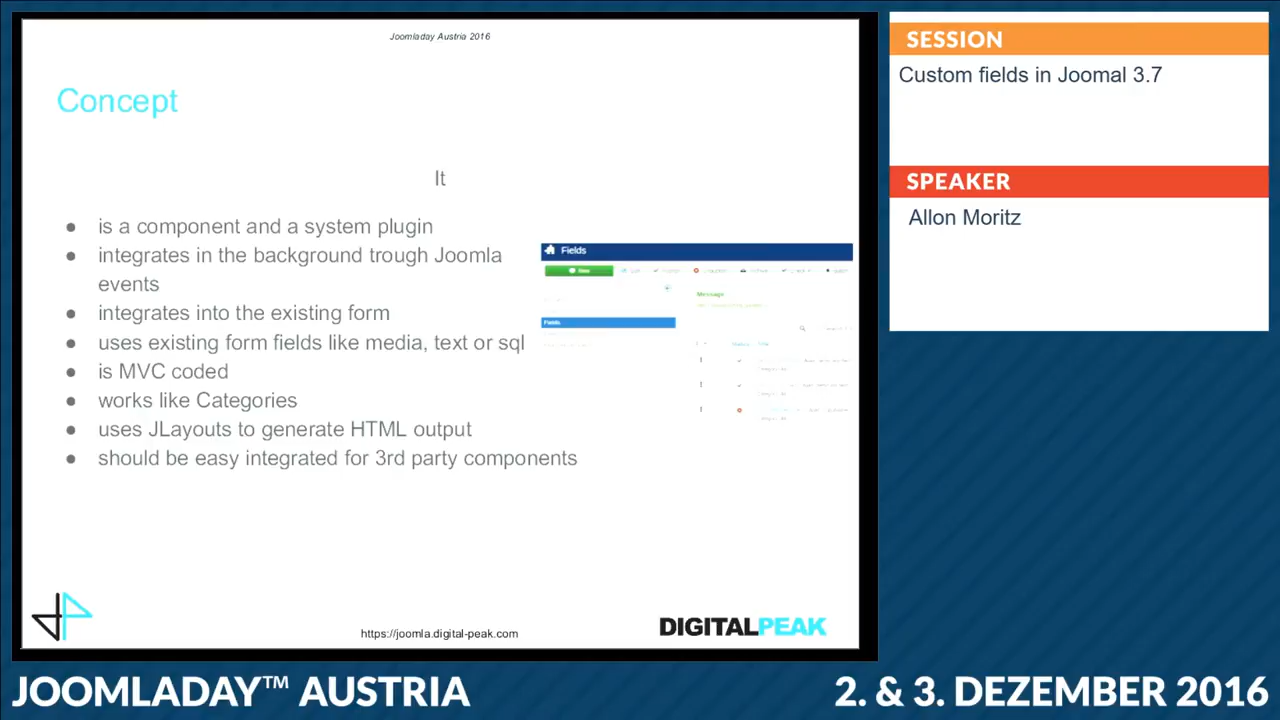 Joomladay Austria 2016
Concept
It
● is a component and a system plugin
● integrates in the background trough Joomla
events
● integrates into the existing form
● uses existing form fields like media, text or sql
● is MVC coded
● works like Categories
● uses JLayouts to generate HTML output
● should be easy integrated for 3rd party components
Fields
New
Message
Fields
https://joomla.digital-peak.com
DIGITALPEAK
SESSION
Custom fields in Joomal 3.7
SPEAKER
Allon Moritz
JOOMLADAY™ AUSTRIA
2. & 3. DEZEMBER 2016